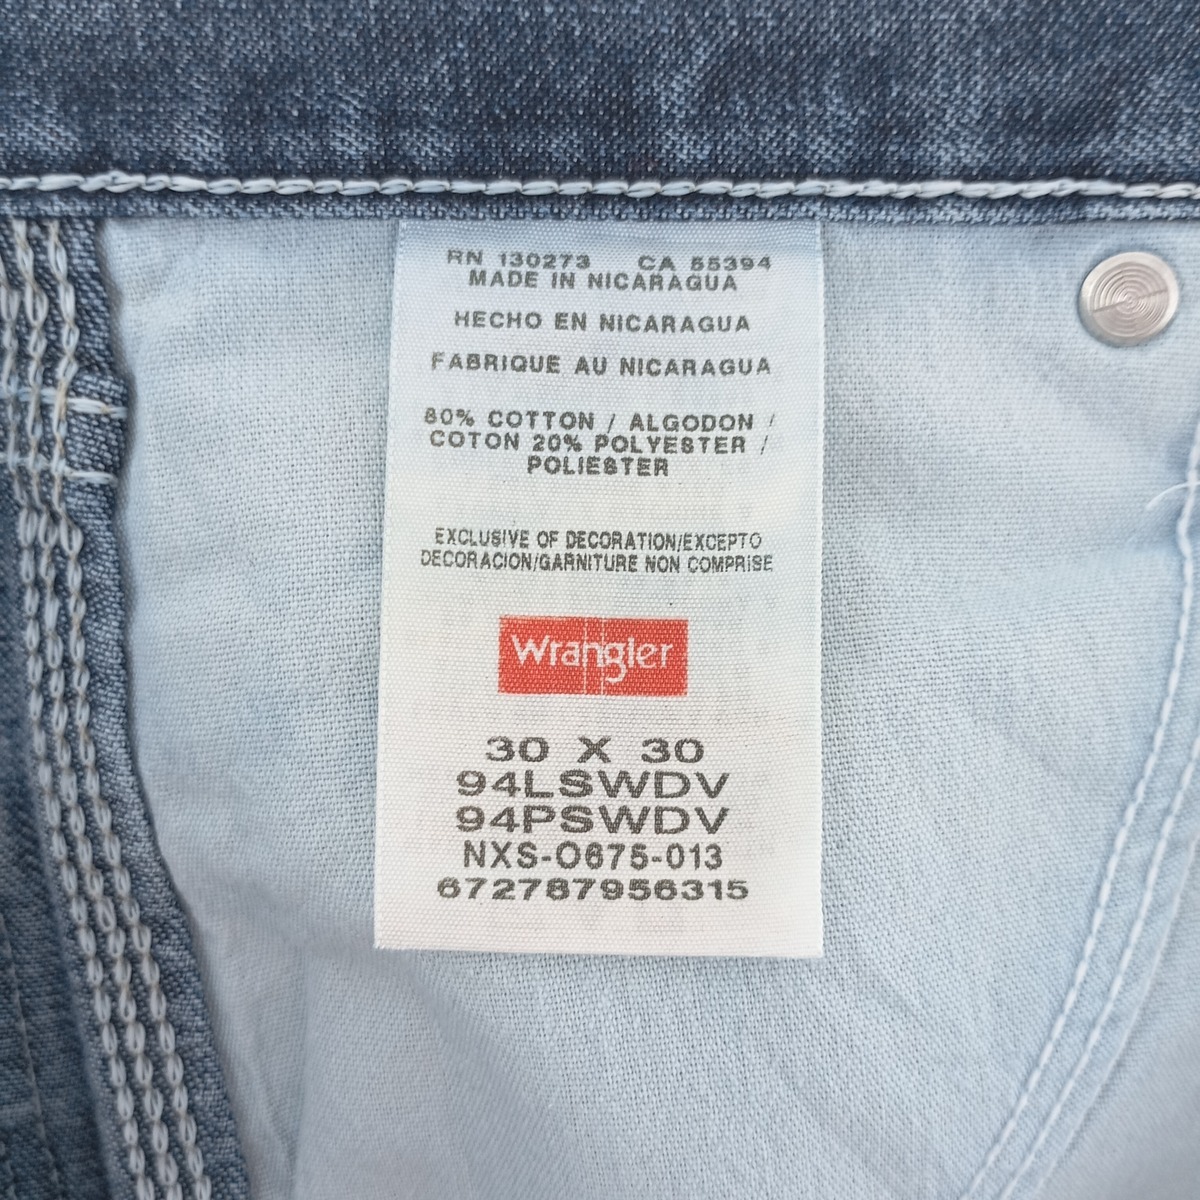 RN 130273 CA 55394
MADE IN NICARAGUA
HECHO EN NICARAGUA
FABRIQUE AU NICARAGUA
80% COTTON / ALGODON /
COTON 20% POLYESTER /
POLIESTER
EXCLUSIVE OF DECORATION/EXCEPTO
DECORACION/GARNITURE NON COMPRISE
Wrangler
30 X 30
94LSWDV
94PSWDV
NXS-O675-013
672787956315